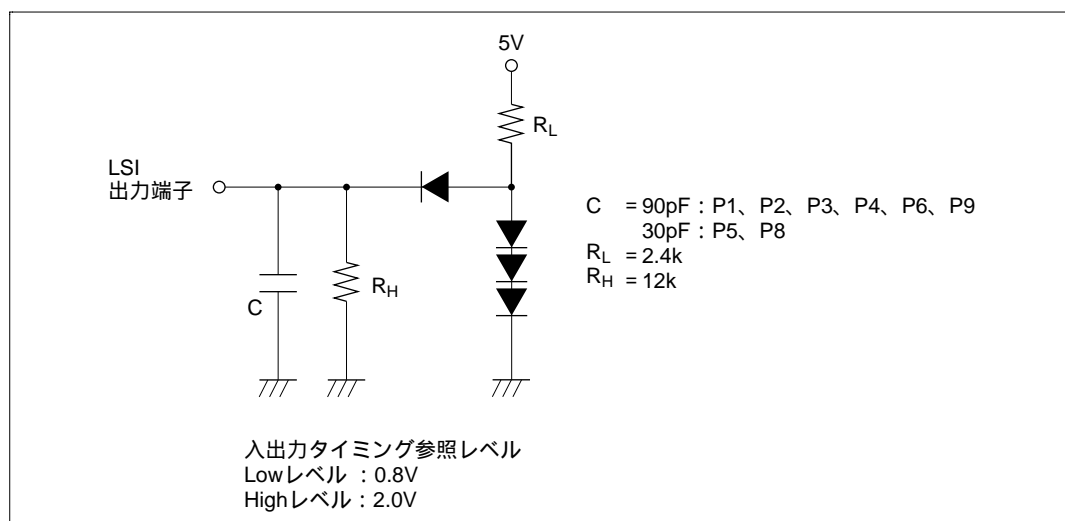 5V
RL
LSI
出力端子
C = 90pF : P1、P2、P3、P4、P6、P9
30pF : P5、P8
RL = 2.4k
RH = 12k
RH
C
入出力タイミング参照レベル
Lowレベル : 0.8V
Highレベル : 2.0V